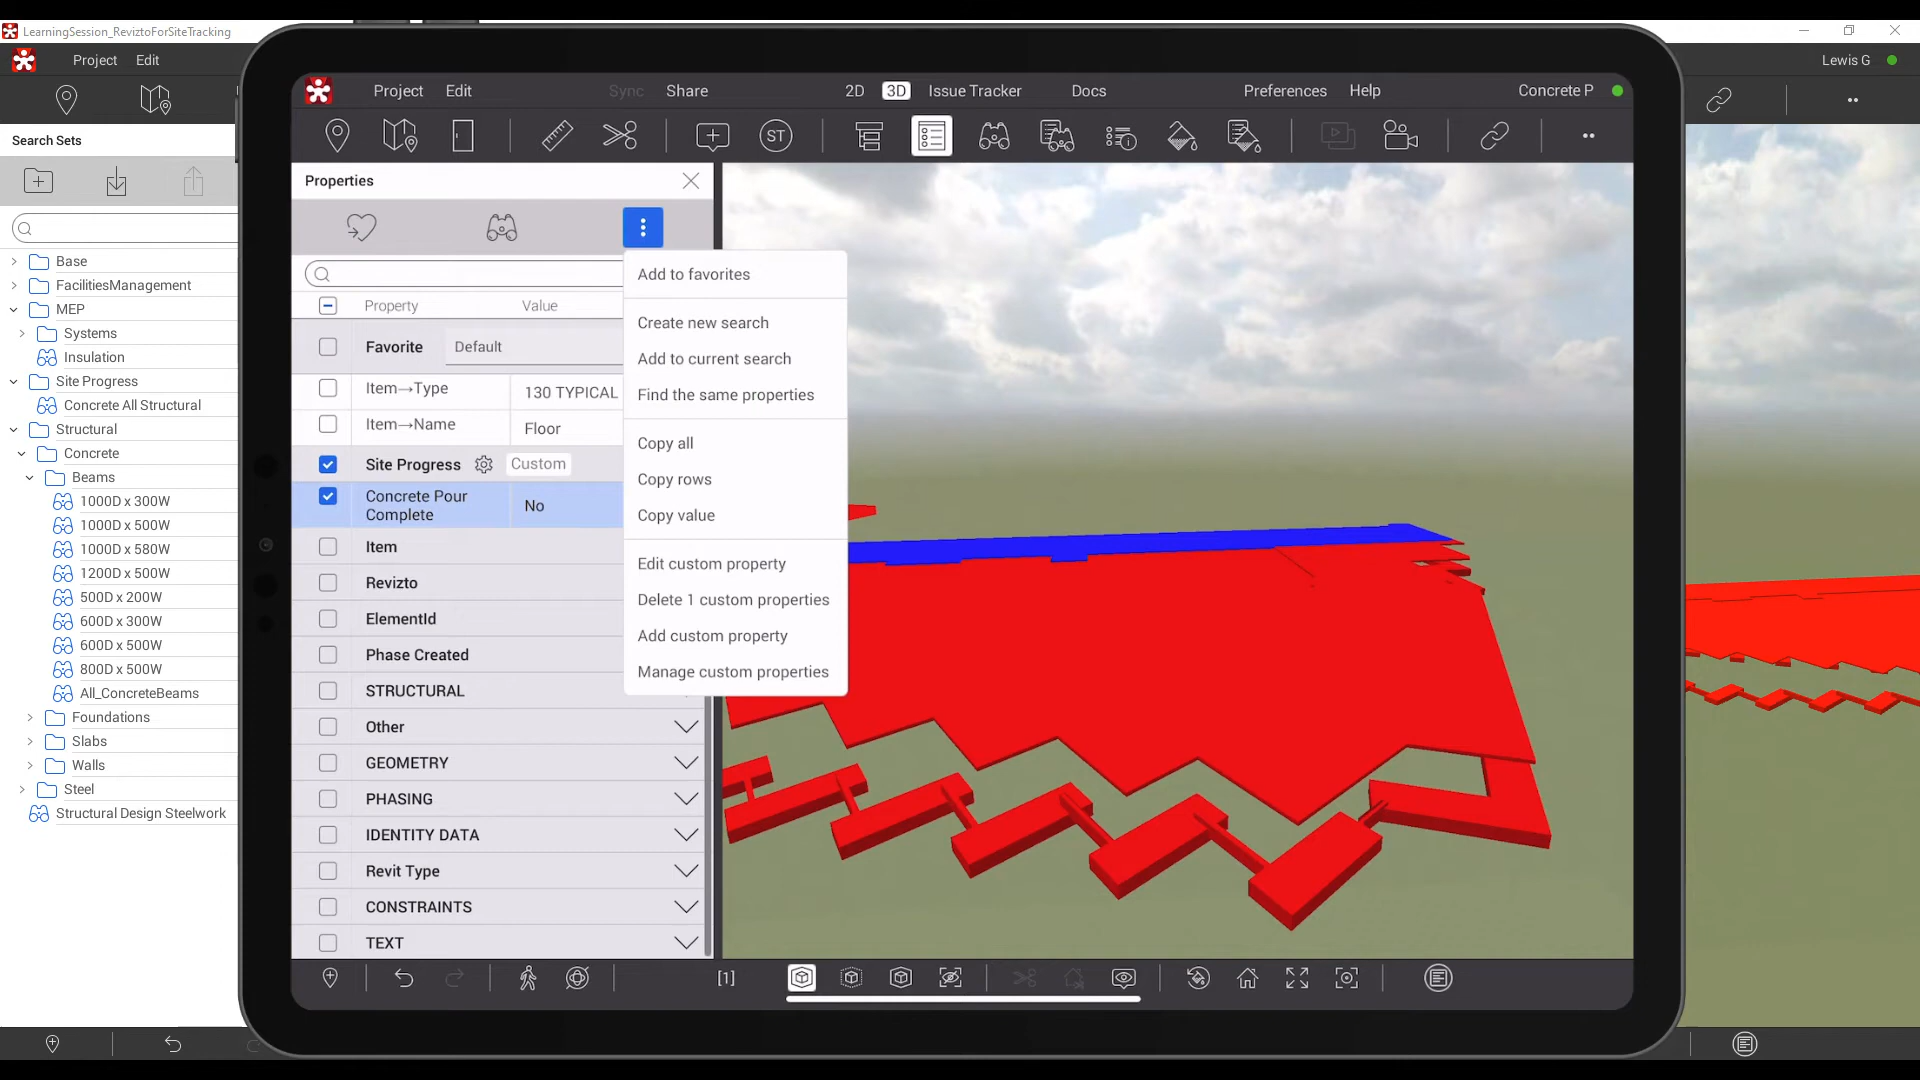 LearningSession_ReviztoForSiteTracking
Project
Edit
Lewis G
Search Sets
Base
FacilitiesManagement
MEP
Systems
Insulation
Site Progress
Concrete All Structural
Structural
Concrete
Beams
1000D x 300W
1000D x 500W
1000D x 580W
1200D x 500W
500D x 200W
600D x 300W
600D x 500W
800D x 500W
All_ConcreteBeams
Foundations
Slabs
Walls
Steel
Structural Design Steelwork
Project
Edit
Sync
Share
2D
3D
Issue Tracker
Docs
Preferences
Help
Concrete P
ST
Properties
Property
Value
Favorite
Default
Item→Type
130 TYPICAL
Item→Name
Floor
Site Progress
Custom
Concrete Pour
Complete
No
Item
Revizto
ElementId
Phase Created
STRUCTURAL
Other
GEOMETRY
PHASING
IDENTITY DATA
Revit Type
CONSTRAINTS
TEXT
Add to favorites
Create new search
Add to current search
Find the same properties
Copy all
Copy rows
Copy value
Edit custom property
Delete 1 custom properties
Add custom property
Manage custom properties
[1]